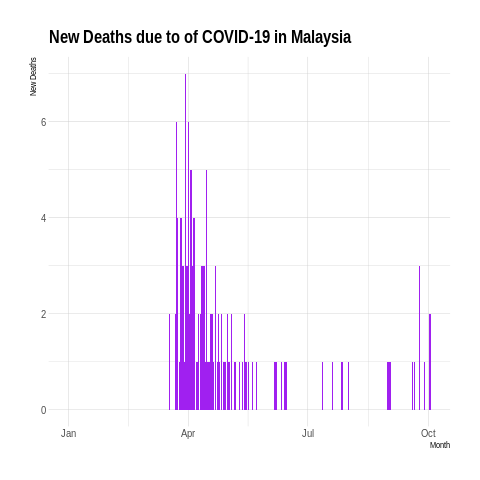 New Deaths due to of COVID-19 in Malaysia
New Deaths
6
4
2
0
Jan Apr Jul Oct
Month